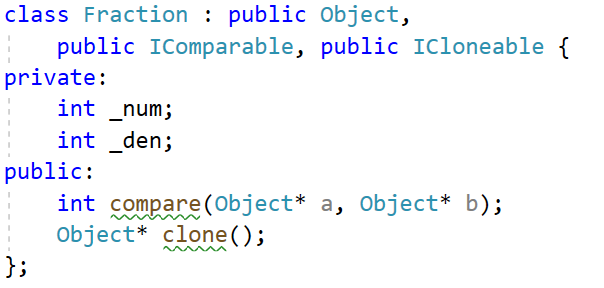 class Fraction : public Object,
    public IComparable, public ICloneable {
private:
    int _num;
    int _den;
public:
    int compare(Object* a, Object* b);
    Object* clone();
};